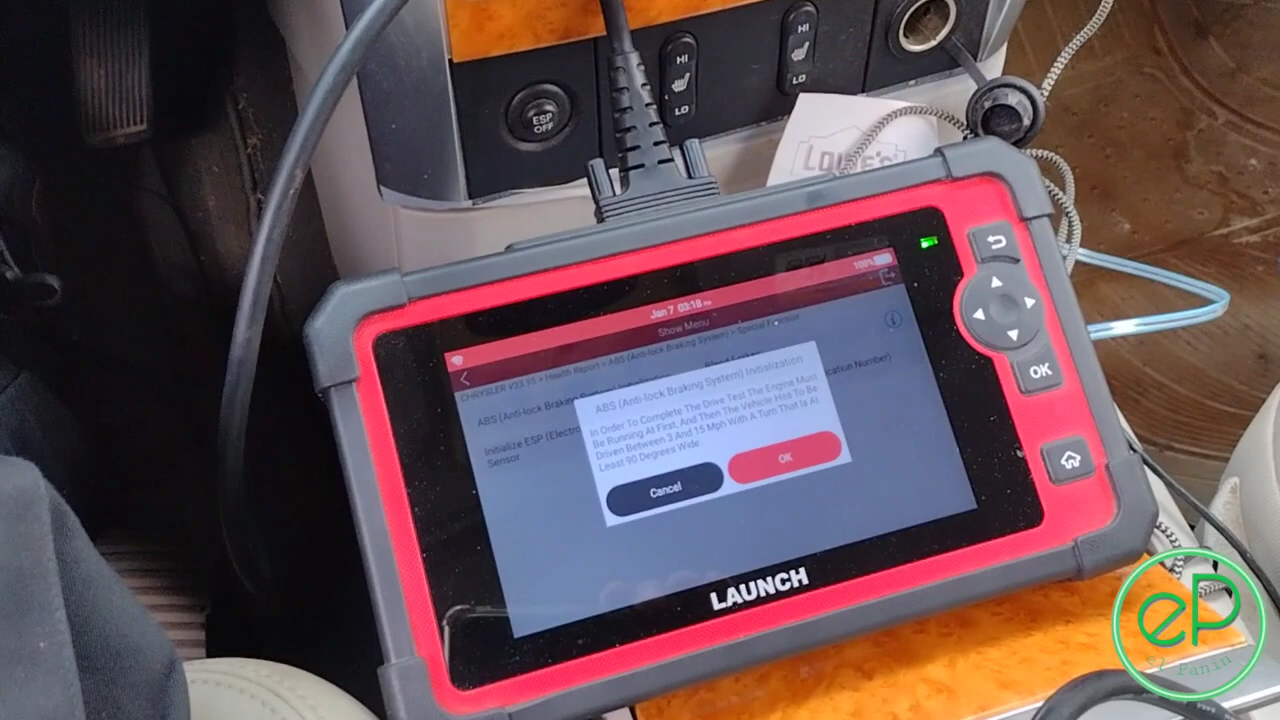 HI
LO
HI
LO
ESP
OFF
LOWE'S
100%
Jan 7 03:18 PM
Show Menu
CHRYSLER V33.95 > Health Report > ABS (Anti-lock Braking System) > Special Function
ABS (Anti-lock Braking
ication Number)
Initialize ESP (Electro
Sensor
ABS (Anti-lock Braking System) Initialization
In Order To Complete The Drive Test The Engine Must
Be Running At First, And Then The Vehicle Has To Be
Driven Between 3 And 15 Mph With A Turn That Is At
Least 90 Degrees Wide.
Cancel
OK
OK
LAUNCH
eP
El Panin